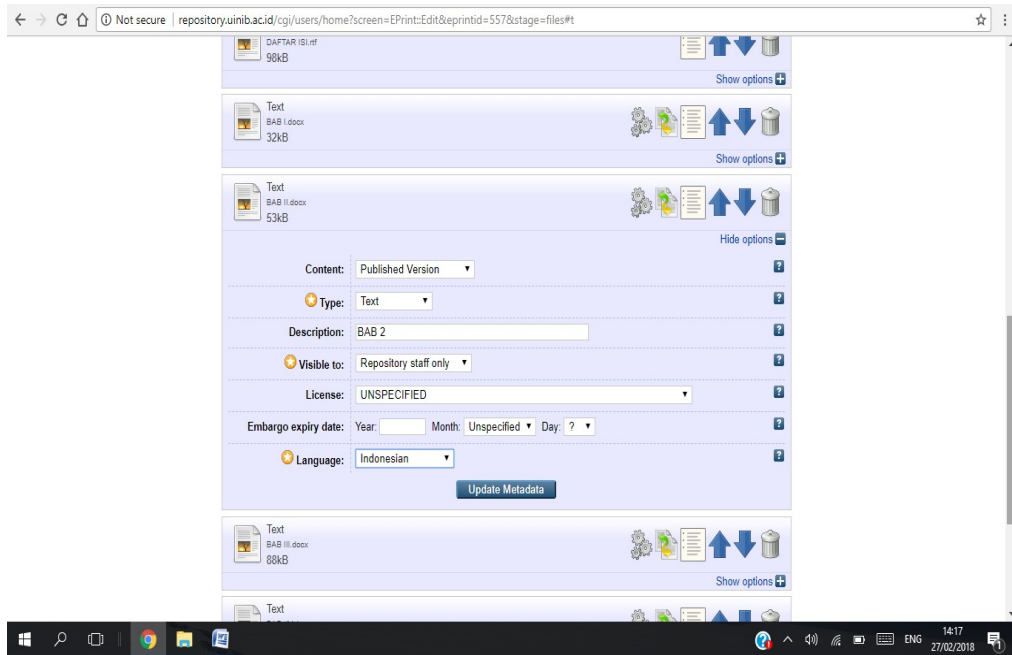 Not secure | repository.uinib.ac.id/cgi/users/home?screen=EPrint::Edit&eprintid=557&stage=files#t
DAFTAR ISI.rtf
98kB
Show options
Text
BAB I.docx
32kB
Show options
Text
BAB II.docx
53kB
Hide options
Content: Published Version
Type: Text
Description: BAB 2
Visible to: Repository staff only
License: UNSPECIFIED
Embargo expiry date: Year: Month: Unspecified Day: ?
Language: Indonesian
Update Metadata
Text
BAB III.docx
88kB
Show options
Text
ENG
14:17
27/02/2018